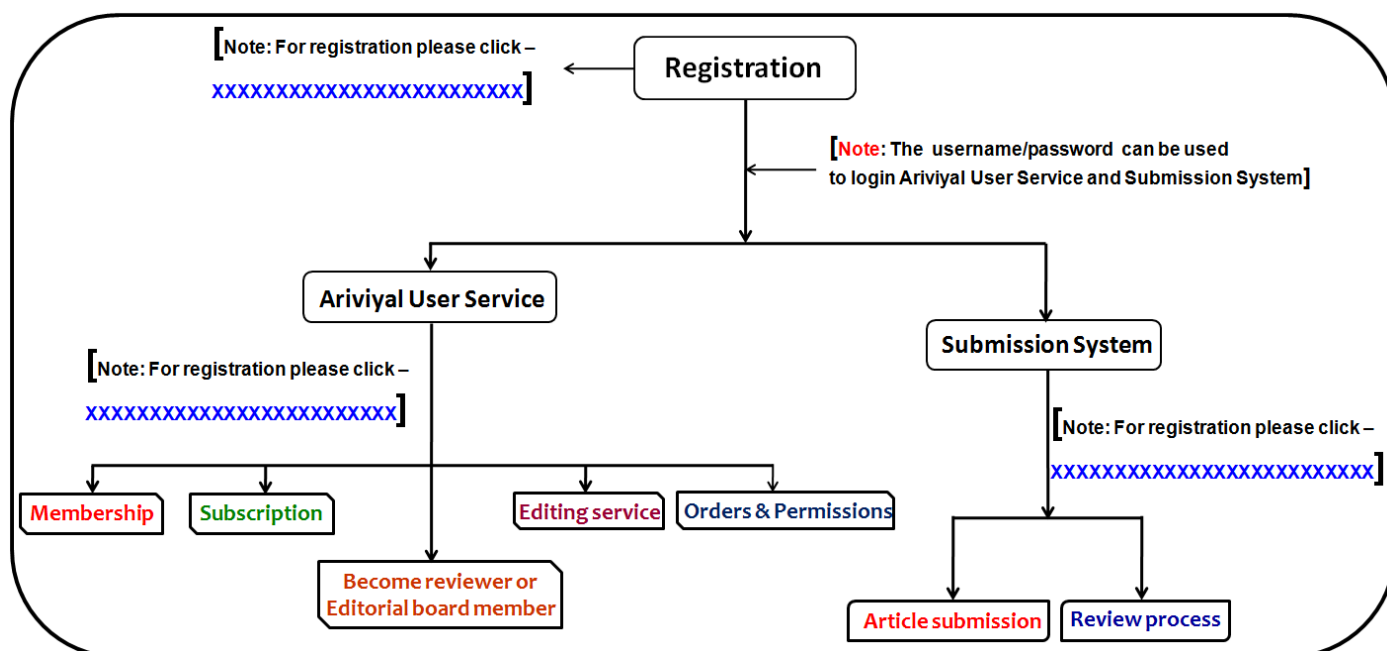 [Note: For registration please click –
xxxxxxxxxxxxxxxxxxxxxxxxx]
Registration
[Note: The username/password can be used
to login Ariviyal User Service and Submission System]
Ariviyal User Service
Submission System
[Note: For registration please click –
xxxxxxxxxxxxxxxxxxxxxxxxx]
[Note: For registration please click –
xxxxxxxxxxxxxxxxxxxxxxxxxx]
Membership
Subscription
Editing service
Orders & Permissions
Become reviewer or
Editorial board member
Article submission
Review process